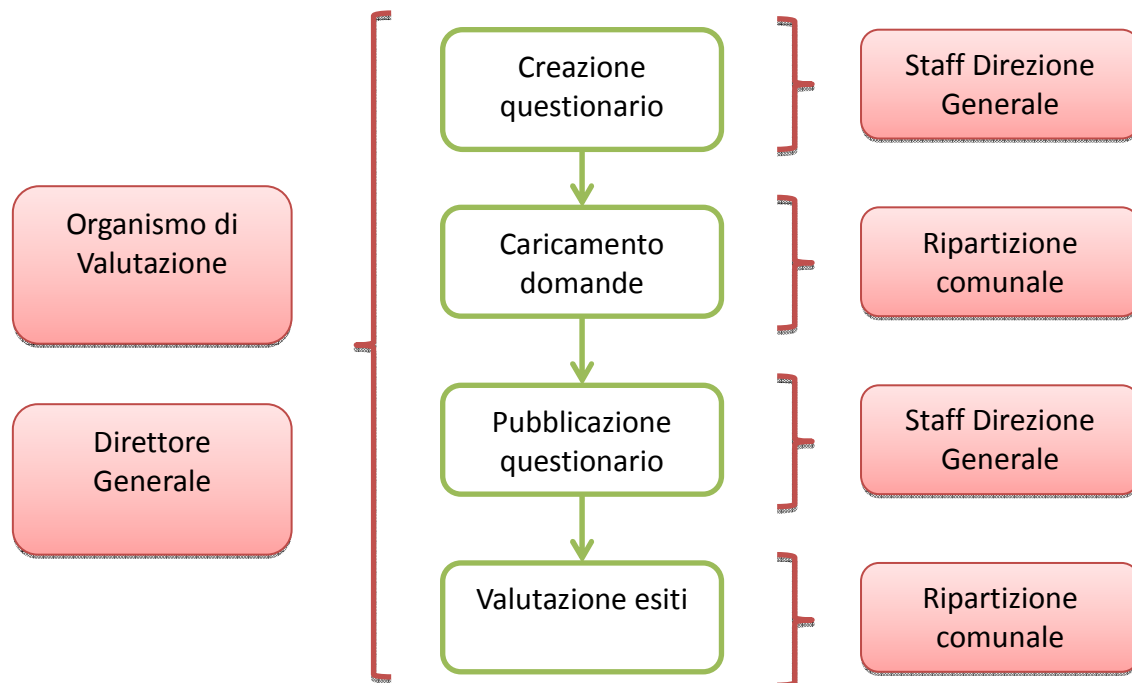 Organismo di
Valutazione
Direttore
Generale
Creazione
questionario
Staff Direzione
Generale
Caricamento
domande
Ripartizione
comunale
Pubblicazione
questionario
Staff Direzione
Generale
Valutazione esiti
Ripartizione
comunale